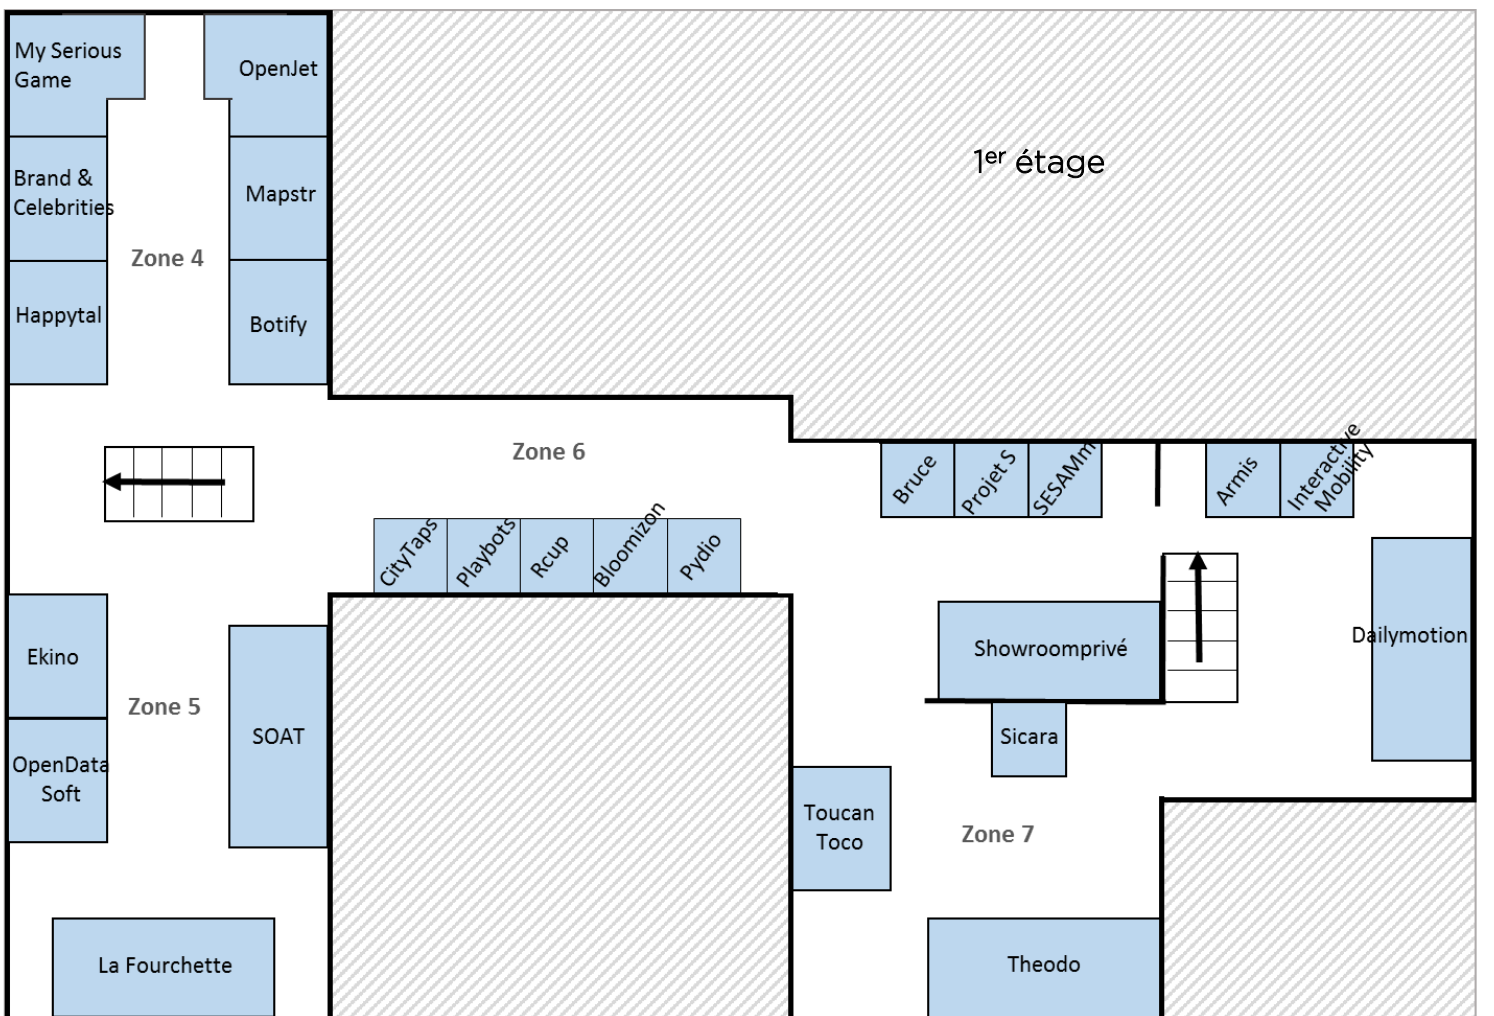 My Serious
Game
OpenJet
1er étage
Brand &
Celebrities
Mapstr
Zone 4
Happytal
Botify
Zone 6
Bruce
Projet S
SESAMm
Armis
Interactive
Mobility
CityTaps
Playbots
Rcup
Bloomizon
Pydio
Ekino
Showroomprivé
Dailymotion
Zone 5
SOAT
Sicara
OpenData
Soft
Toucan
Toco
Zone 7
La Fourchette
Theodo